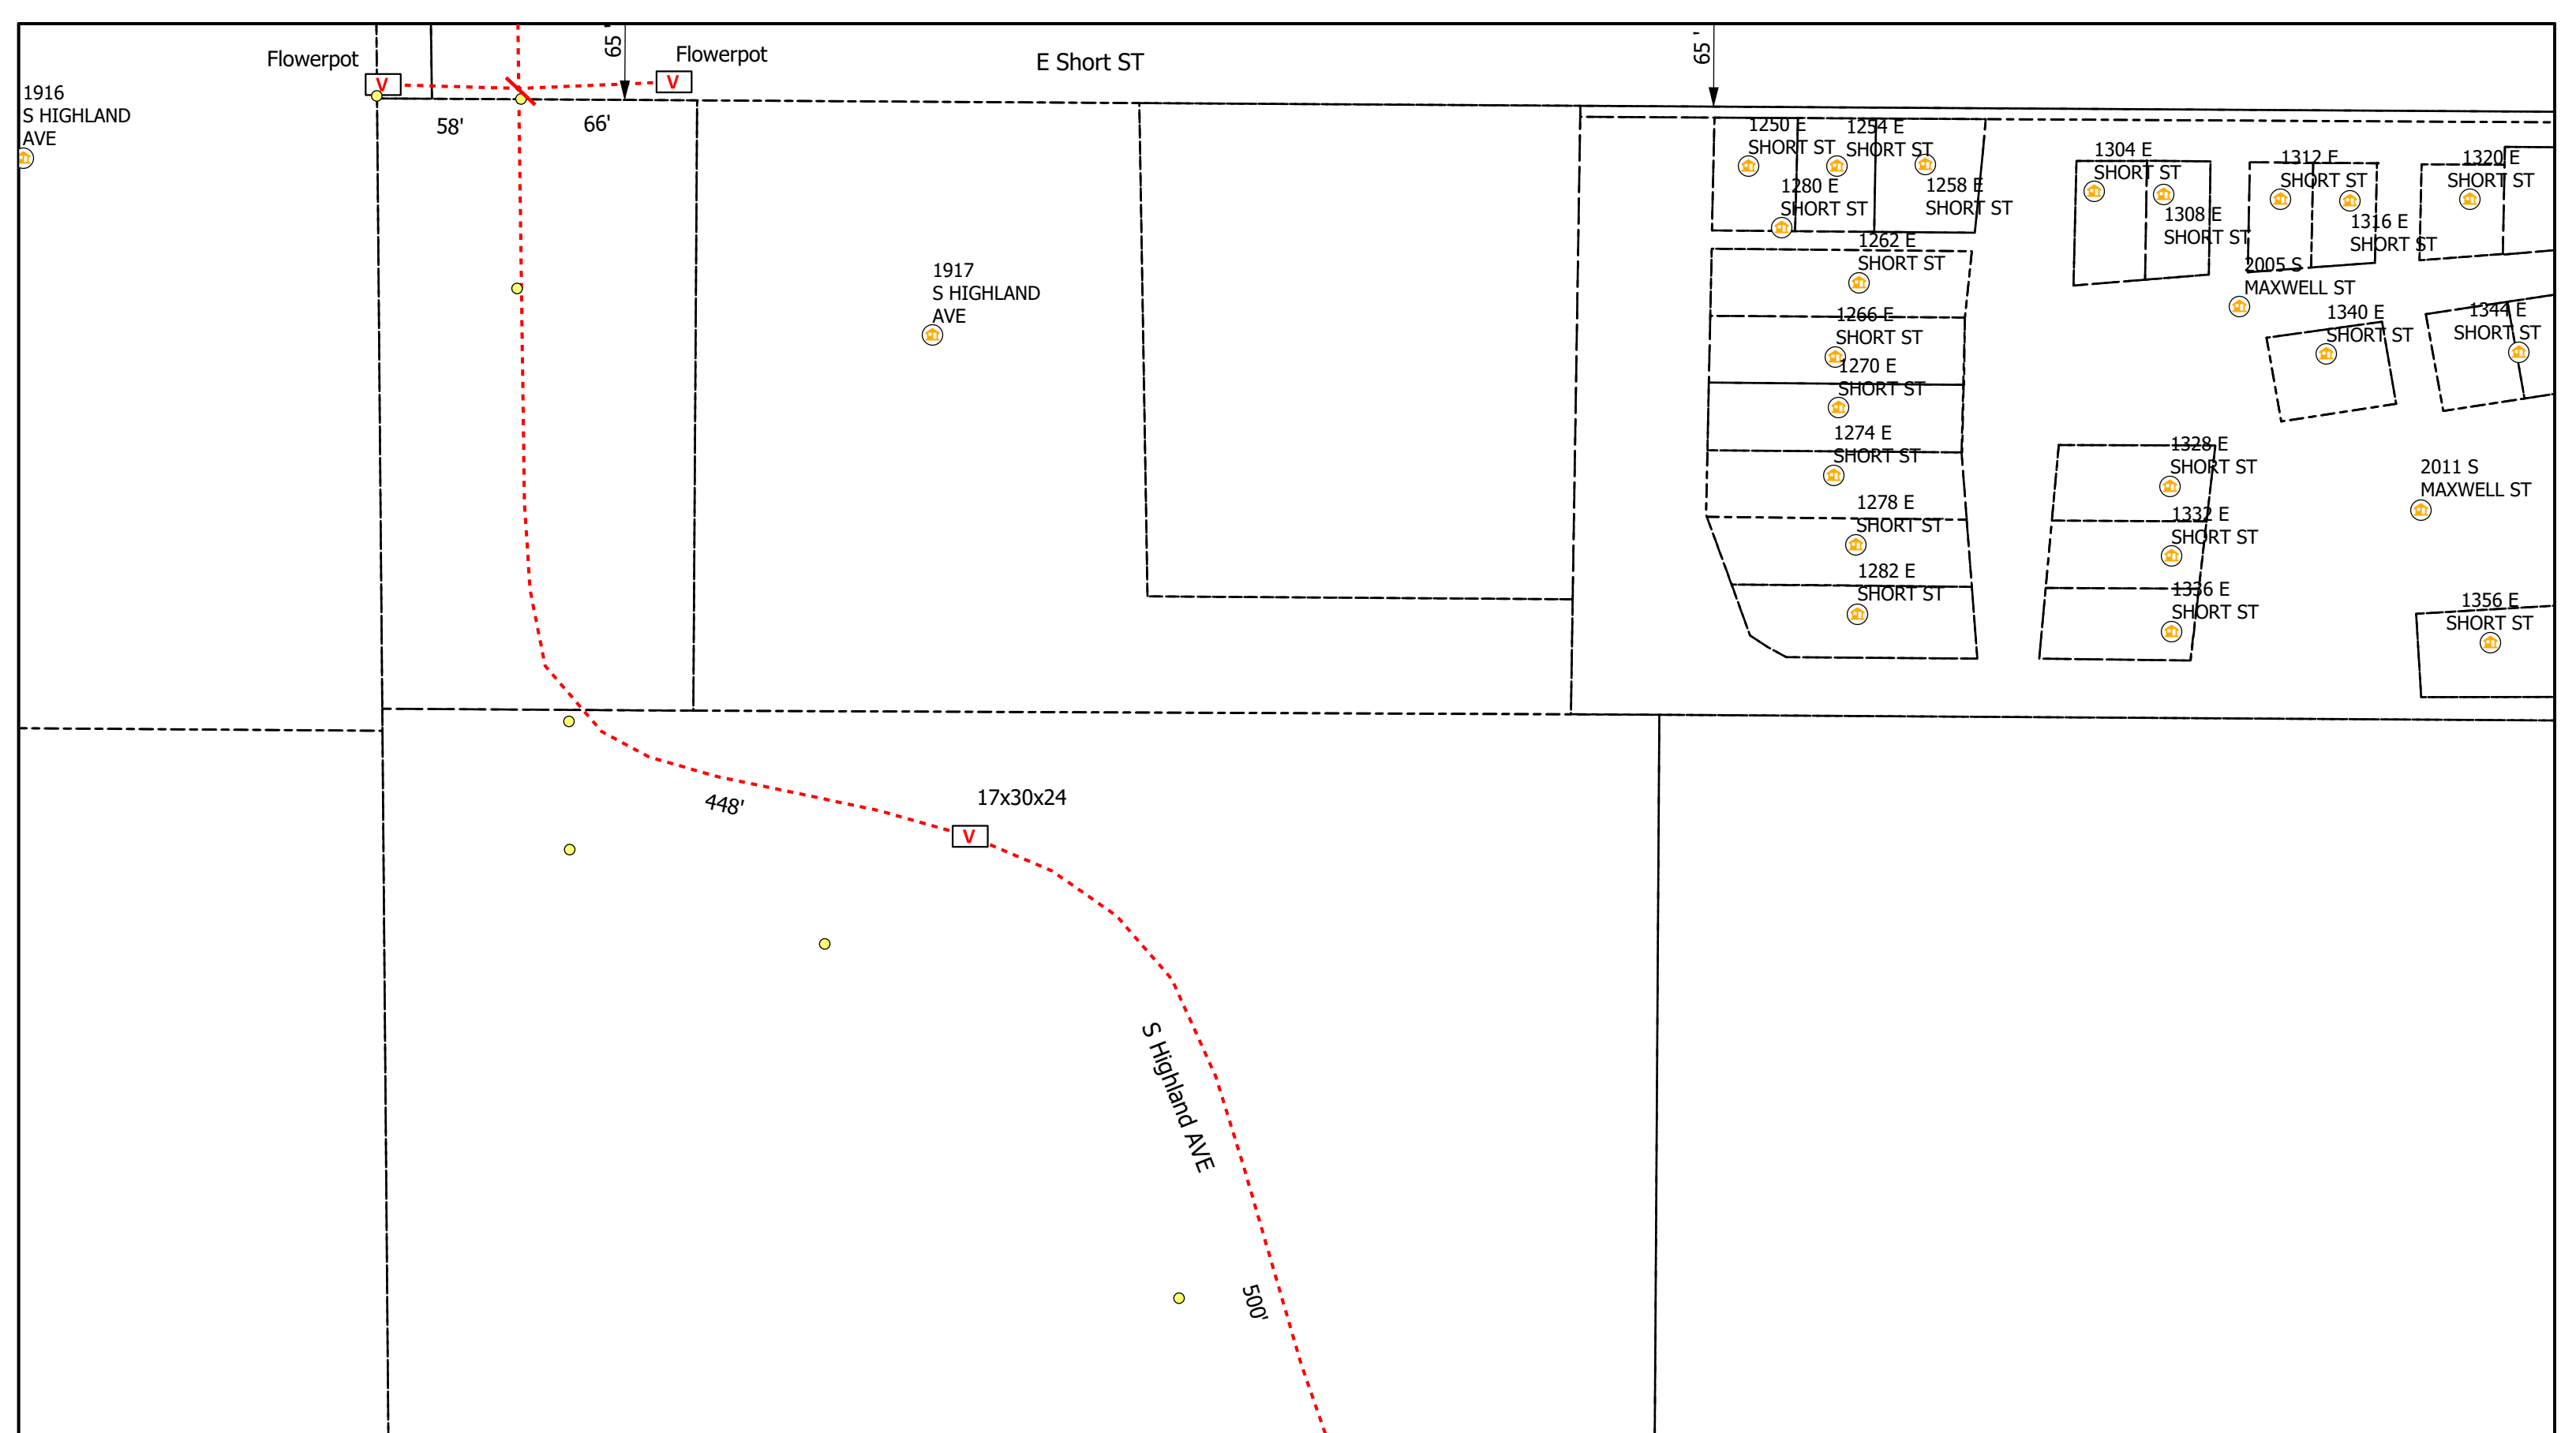 65 '
65 '
Flowerpot
Flowerpot
E Short ST
V
V
1916
S HIGHLAND
AVE
58'
66'
1250 E
SHORT ST
1254 E
SHORT ST
1280 E
SHORT ST
1258 E
SHORT ST
1304 E
SHORT ST
1308 E
SHORT ST
1312 E
SHORT ST
1316 E
SHORT ST
1320 E
SHORT ST
1262 E
SHORT ST
2005 S
MAXWELL ST
1917
S HIGHLAND
AVE
1266 E
SHORT ST
1340 E
SHORT ST
1344 E
SHORT ST
1270 E
SHORT ST
1274 E
SHORT ST
1328 E
SHORT ST
2011 S
MAXWELL ST
1278 E
SHORT ST
1332 E
SHORT ST
1282 E
SHORT ST
1336 E
SHORT ST
1356 E
SHORT ST
448'
17x30x24
V
S Highland AVE
500'